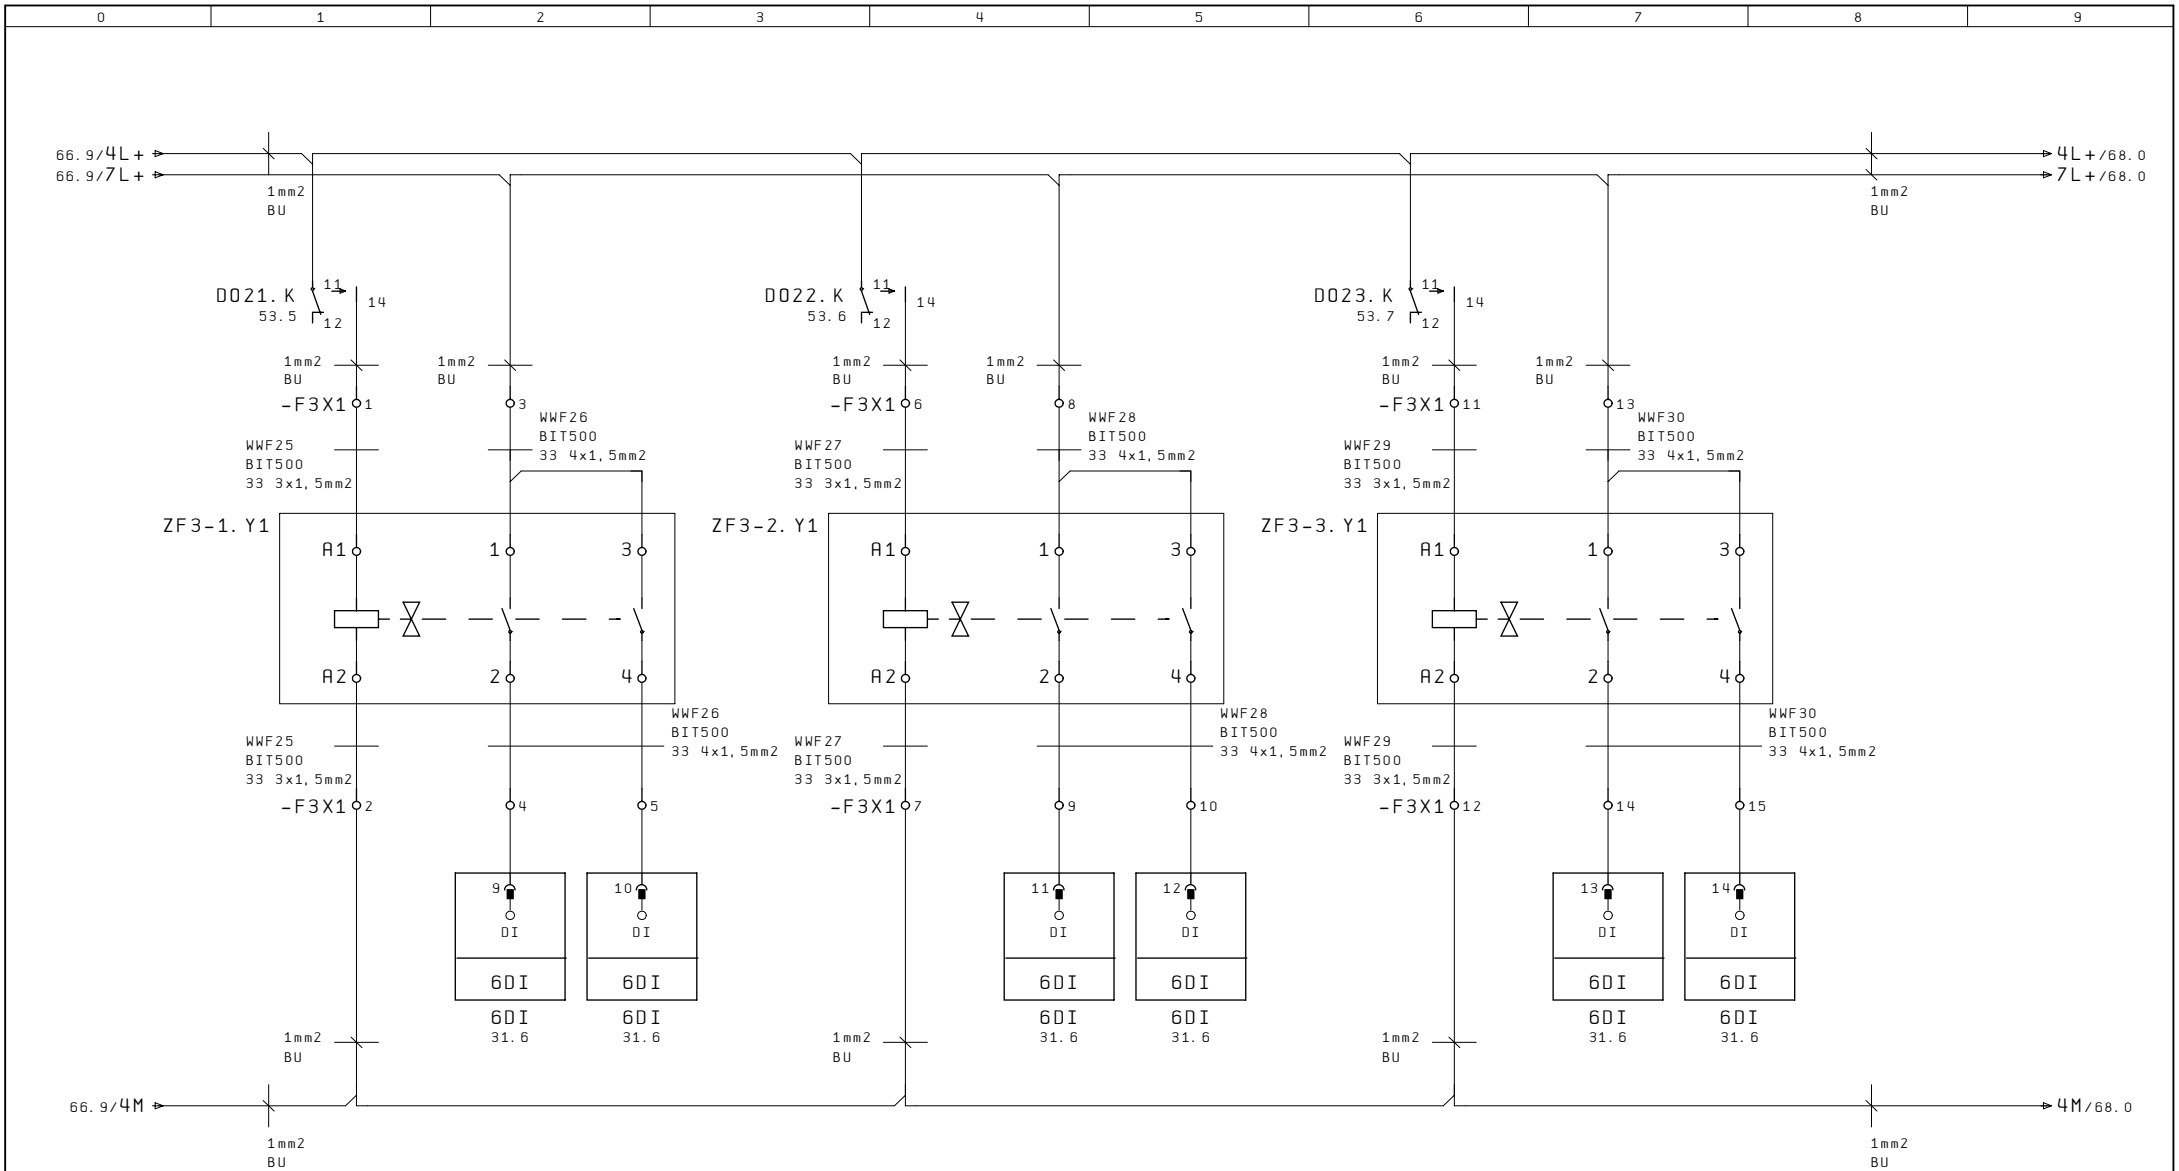 0 1 2 3 4 5 6 7 8 9
66.9/4L+ 4L+/68.0
66.9/7L+ 7L+/68.0
1mm2 1mm2
BU BU
11 11 11
DO21.K 14 DO22.K 14 DO23.K 14
53.5 12 53.6 12 53.7 12
1mm2 1mm2 1mm2 1mm2 1mm2 1mm2
BU BU BU BU BU BU
-F3X1 1 3 -F3X1 6 8 -F3X1 11 13
WWF26 WWF28 WWF30
BIT500 BIT500 BIT500
33 4x1,5mm2 33 4x1,5mm2 33 4x1,5mm2
WWF25 WWF27 WWF29
BIT500 BIT500 BIT500
33 3x1,5mm2 33 3x1,5mm2 33 3x1,5mm2
ZF3-1.Y1 ZF3-2.Y1 ZF3-3.Y1
A1 1 3 A1 1 3 A1 1 3
A2 2 4 A2 2 4 A2 2 4
WWF26 WWF28 WWF30
BIT500 BIT500 BIT500
33 4x1,5mm2 33 4x1,5mm2 33 4x1,5mm2
WWF25 WWF27 WWF29
BIT500 BIT500 BIT500
33 3x1,5mm2 33 3x1,5mm2 33 3x1,5mm2
-F3X1 2 4 5 -F3X1 7 9 10 -F3X1 12 14 15
9 10 11 12 13 14
DI DI DI DI DI DI
6DI 6DI 6DI 6DI 6DI 6DI
6DI 6DI 6DI 6DI 6DI 6DI
31.6 31.6 31.6 31.6 31.6 31.6
1mm2 1mm2 1mm2
BU BU BU
66.9/4M 4M/68.0
1mm2 1mm2
BU BU